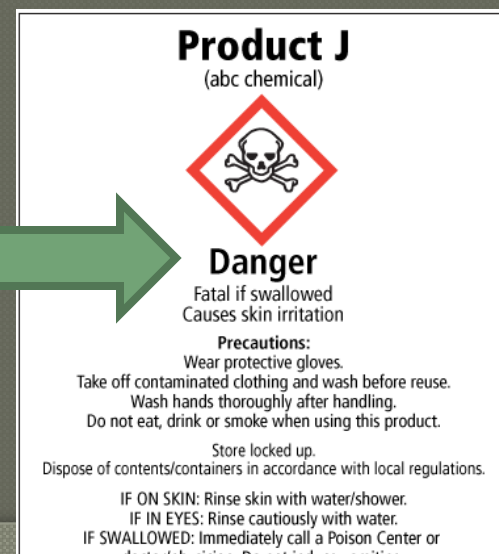 Product J
(abc chemical)
Danger
Fatal if swallowed
Causes skin irritation
Precautions:
Wear protective gloves.
Take off contaminated clothing and wash before reuse.
Wash hands thoroughly after handling.
Do not eat, drink or smoke when using this product.
Store locked up.
Dispose of contents/containers in accordance with local regulations.
IF ON SKIN: Rinse skin with water/shower.
IF IN EYES: Rinse cautiously with water.
IF SWALLOWED: Immediately call a Poison Center or